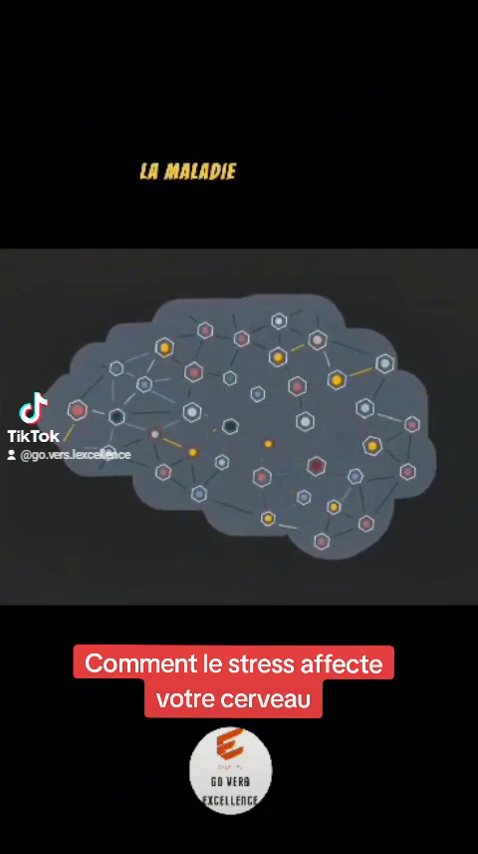 LA MALADIE
TikTok
@go.vers.lexcellence
Comment le stress affecte
votre cerveau
GO VERS
EXCELLENCE